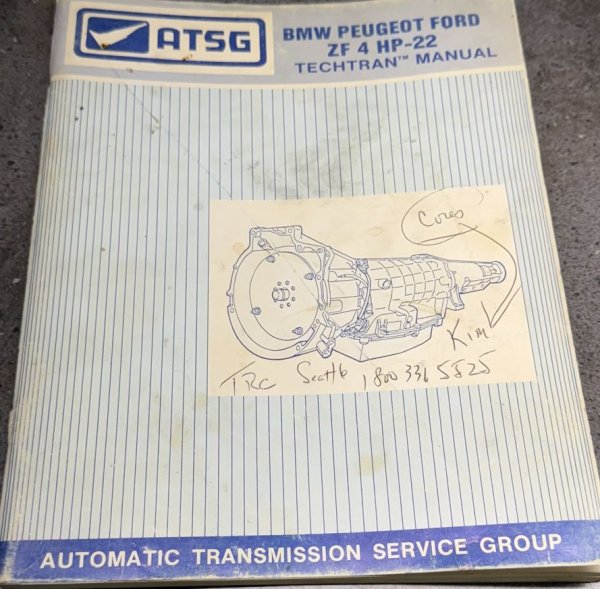 ATSG
BMW PEUGEOT FORD
ZF 4 HP-22
TECHTRAN™ MANUAL
Cores
Kim
TRC Seattle 1 800 336 5525
AUTOMATIC TRANSMISSION SERVICE GROUP